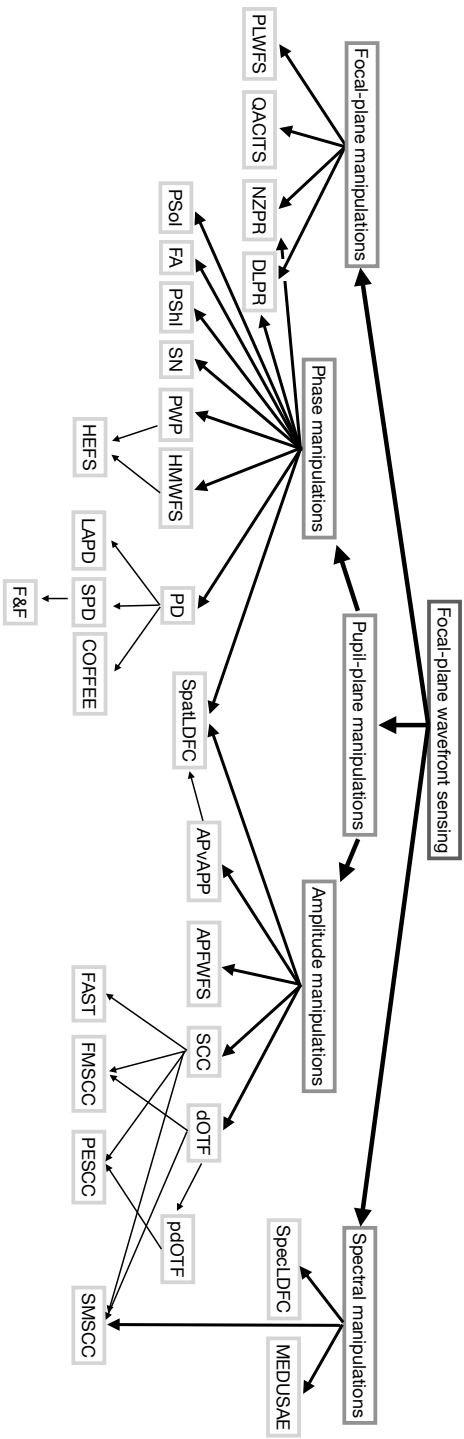 Focal-plane wavefront sensing
Focal-plane manipulations
Pupil-plane manipulations
Spectral manipulations
Phase manipulations
Amplitude manipulations
PLWFS
QACITS
NZPR
DLPR
SpecLDFC
MEDUSAE
PSol
FA
PShI
SN
PWP
HMWFS
PD
SpatLDFC
APvAPP
APFWFS
SCC
dOTF
pdOTF
HEFS
LAPD
SPD
COFFEE
FAST
FMSCC
PESCC
SMSCC
F&F